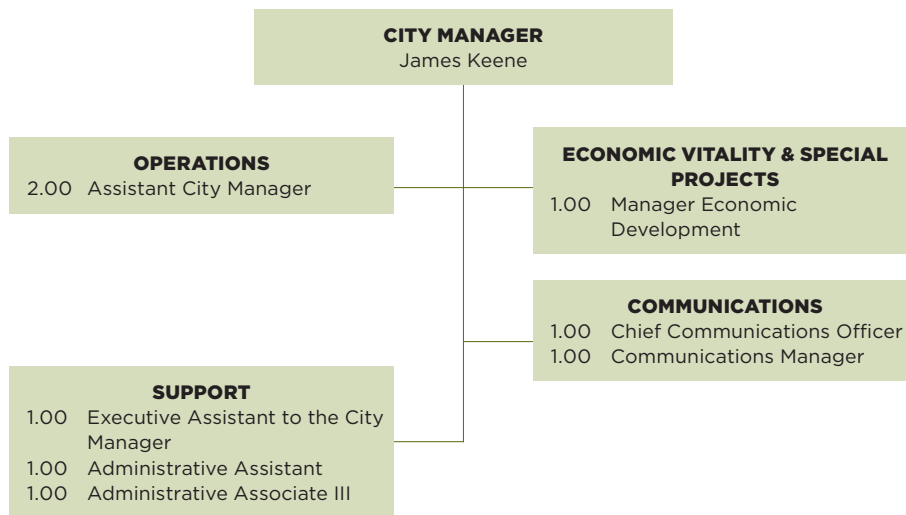 CITY MANAGER
James Keene
OPERATIONS
2.00 Assistant City Manager
ECONOMIC VITALITY & SPECIAL
PROJECTS
1.00 Manager Economic
Development
COMMUNICATIONS
1.00 Chief Communications Officer
1.00 Communications Manager
SUPPORT
1.00 Executive Assistant to the City
Manager
1.00 Administrative Assistant
1.00 Administrative Associate III